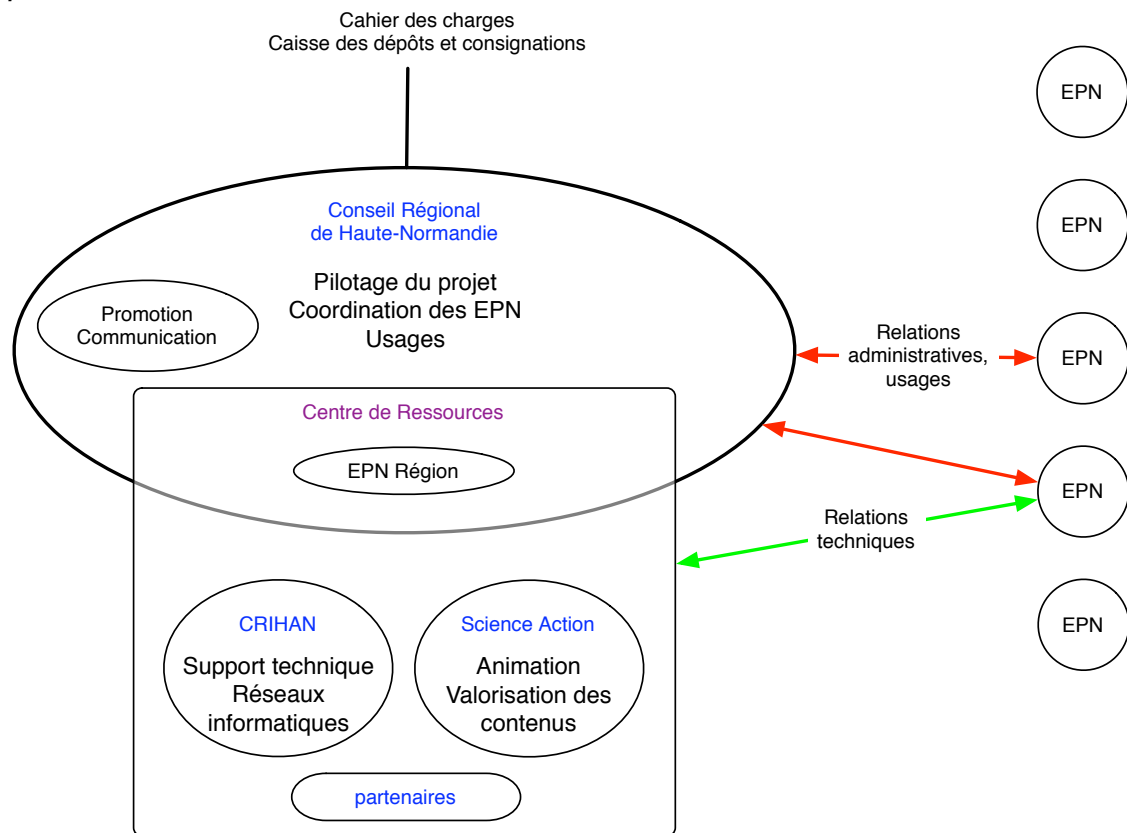 Cahier des charges
Caisse des dépôts et consignations
EPN
EPN
Conseil Régional
de Haute-Normandie
Pilotage du projet
Coordination des EPN
Usages
Promotion
Communication
Relations
administratives,
usages
EPN
Centre de Ressources
EPN Région
EPN
Relations
techniques
CRIHAN
Support technique
Réseaux
informatiques
Science Action
Animation
Valorisation des
contenus
EPN
partenaires